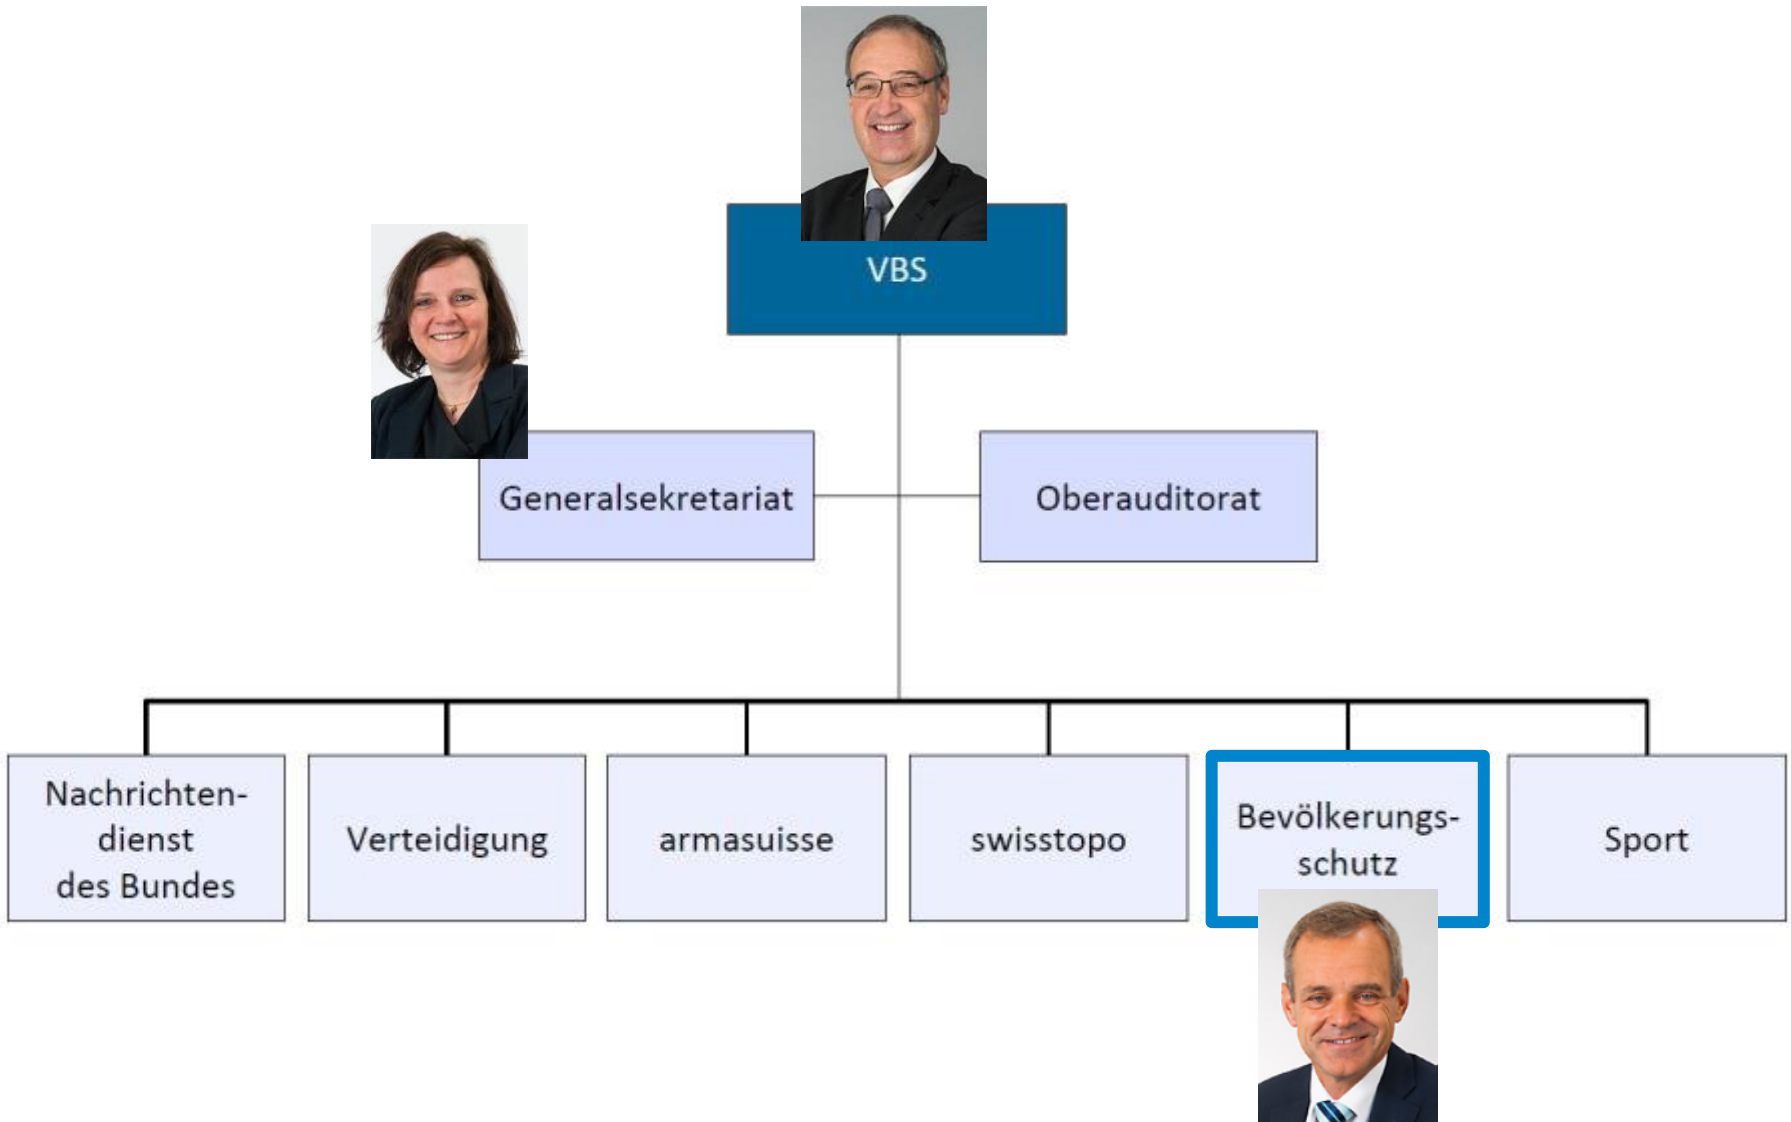 VBS
Generalsekretariat
Oberauditorat
Nachrichten-
dienst
des Bundes
Verteidigung
armasuisse
swisstopo
Bevölkerungs-
schutz
Sport